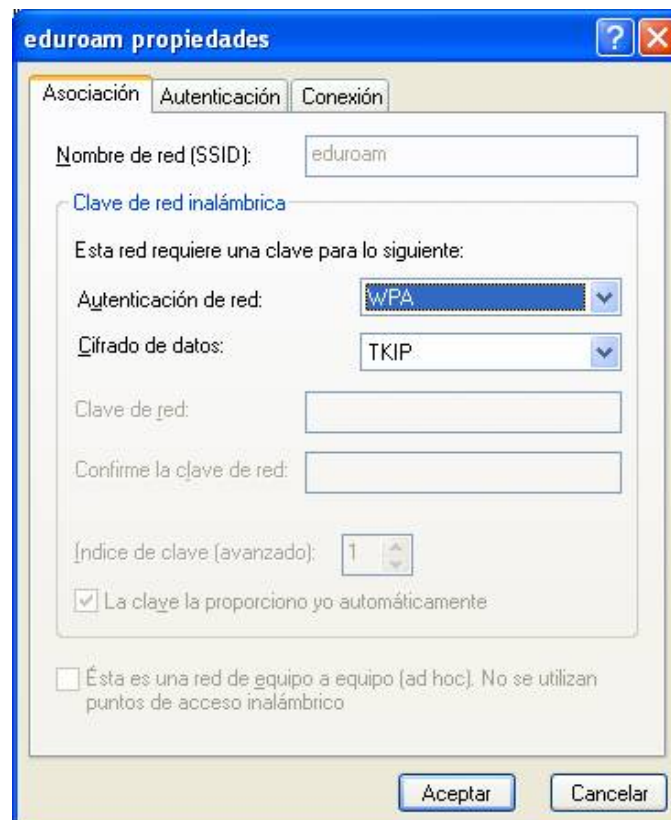 eduroam propiedades
Asociación
Autenticación
Conexión
Nombre de red (SSID):
eduroam
Clave de red inalámbrica
Esta red requiere una clave para lo siguiente:
Autenticación de red:
WPA
Cifrado de datos:
TKIP
Clave de red:
Confirme la clave de red:
Índice de clave (avanzado):
1
La clave la proporciono yo automáticamente
Ésta es una red de equipo a equipo (ad hoc). No se utilizan
puntos de acceso inalámbrico
Aceptar
Cancelar